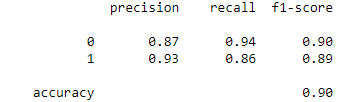 precision recall f1-score
0 0.87 0.94 0.90
1 0.93 0.86 0.89
accuracy 0.90